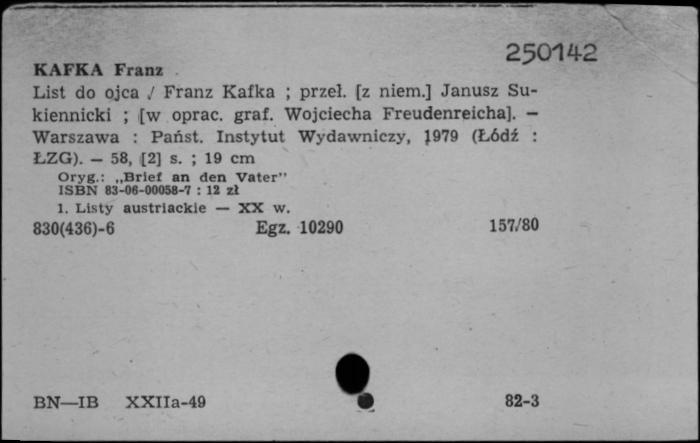 250142
KAFKA Franz
List do ojca / Franz Kafka ; przeł. [z niem.] Janusz Su-
kiennicki ; [w oprac. graf. Wojciecha Freudenreicha]. —
Warszawa : Państ. Instytut Wydawniczy, 1979 (Łódź :
ŁZG). — 58, [2] s. ; 19 cm
Oryg.: „Brief an den Vater”
ISBN 83-06-00058-7 : 12 zł
1. Listy austriackie — XX w.
830(436)-6 Egz. 10290 157/80
BN—IB XXIIa-49 82-3